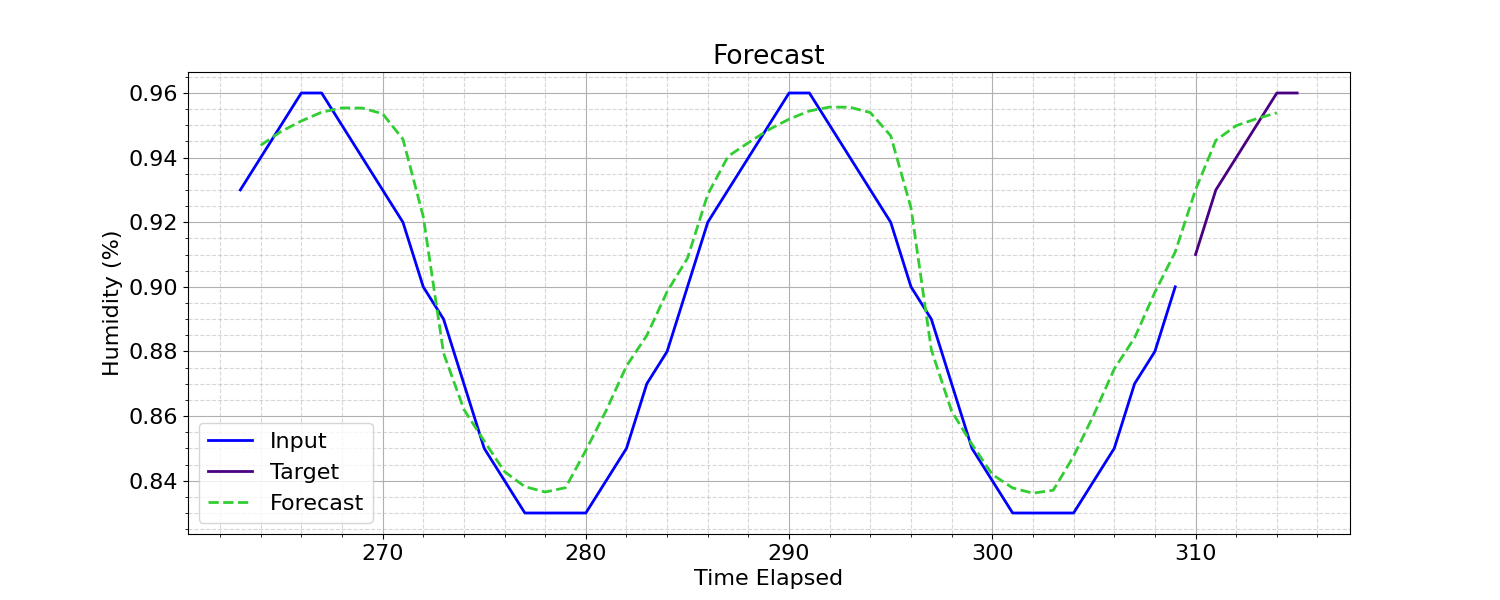 Forecast
Humidity (%)
0.96
0.94
0.92
0.90
0.88
0.86
0.84
Input
Target
Forecast
270 280 290 300 310
Time Elapsed